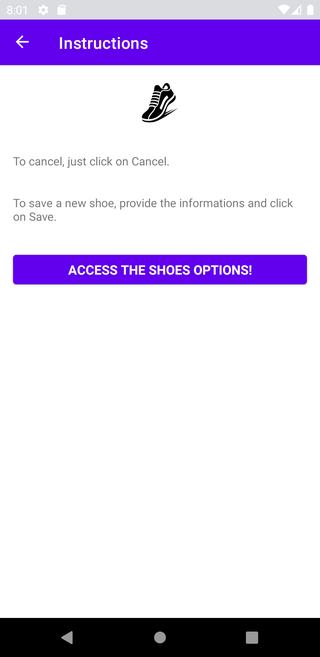 8:01
Instructions
To cancel, just click on Cancel.
To save a new shoe, provide the informations and click
on Save.
ACCESS THE SHOES OPTIONS!